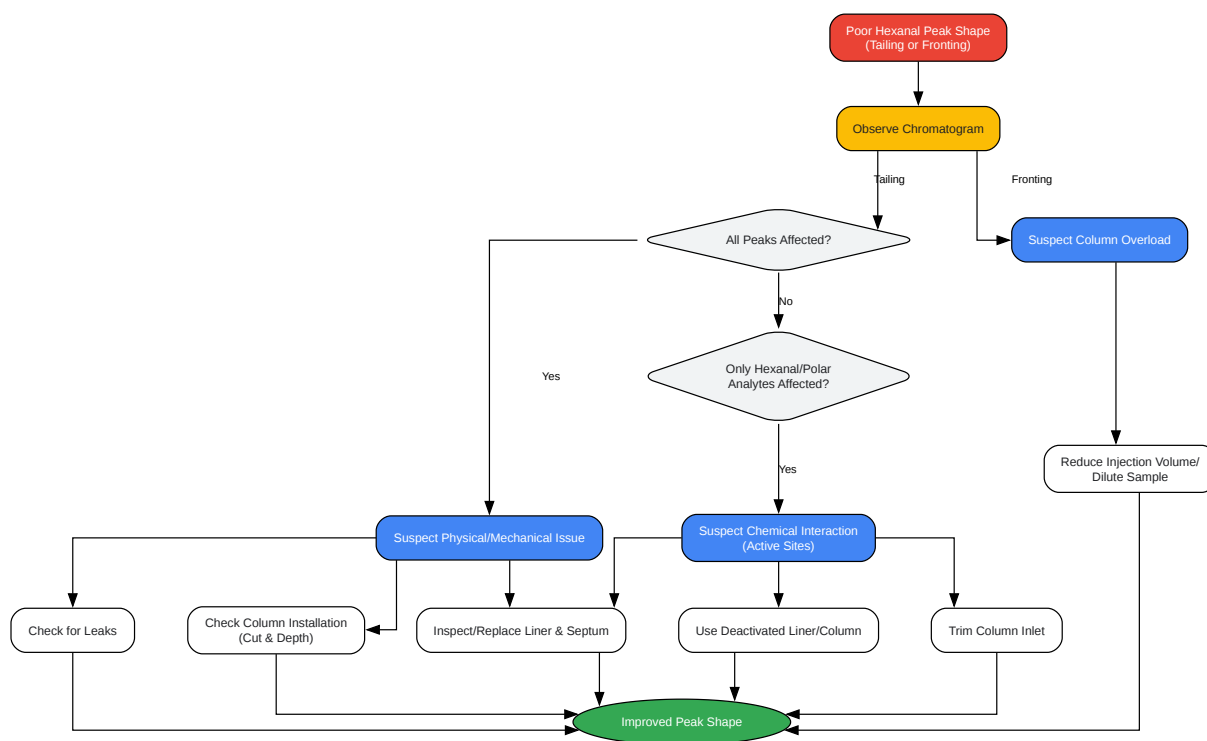 Poor Hexanal Peak Shape
(Tailing or Fronting)
Observe Chromatogram
Tailing
Fronting
All Peaks Affected?
Suspect Column Overload
No
Only Hexanal/Polar
Analytes Affected?
Yes
Reduce Injection Volume/
Dilute Sample
Yes
Suspect Physical/Mechanical Issue
Suspect Chemical Interaction
(Active Sites)
Check for Leaks
Check Column Installation
(Cut & Depth)
Inspect/Replace Liner & Septum
Use Deactivated Liner/Column
Trim Column Inlet
Improved Peak Shape